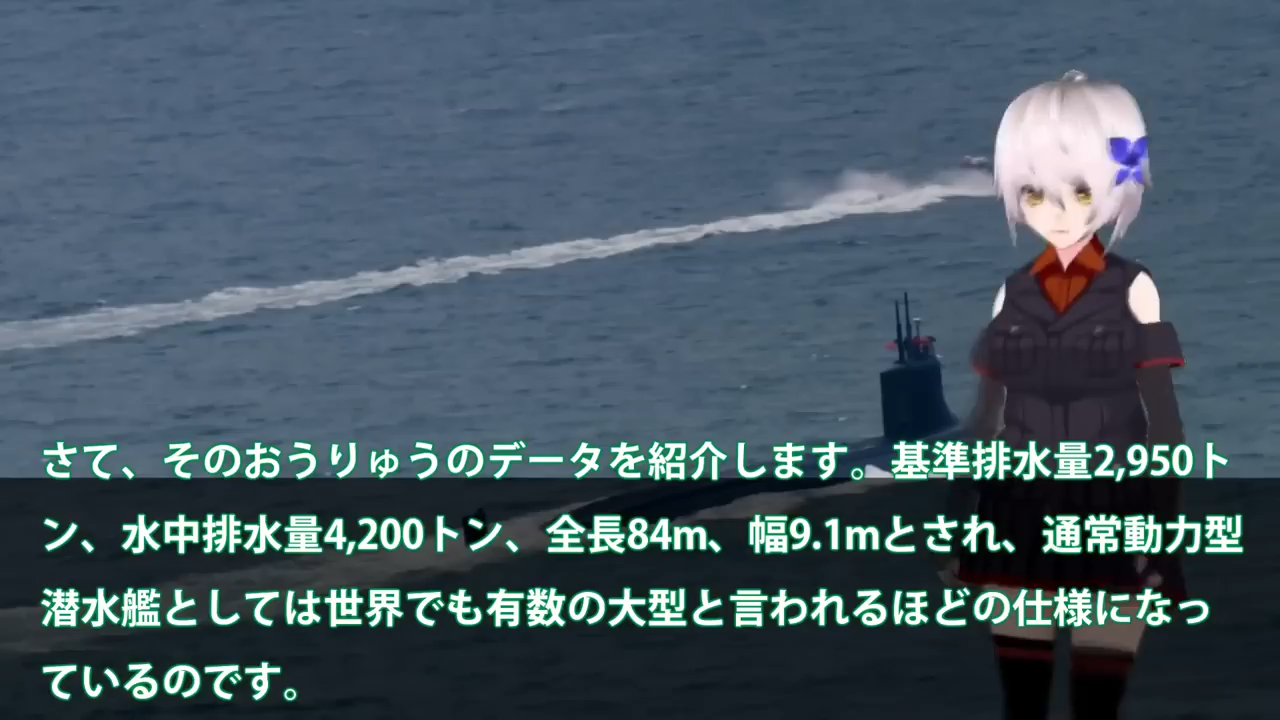 さて、そのおうりゅうのデータを紹介します。基準排水量2,950ト
ン、水中排水量4,200トン、全長84m、幅9.1mとされ、通常動力型
潜水艦としては世界でも有数の大型と言われるほどの仕様になっ
ているのです。